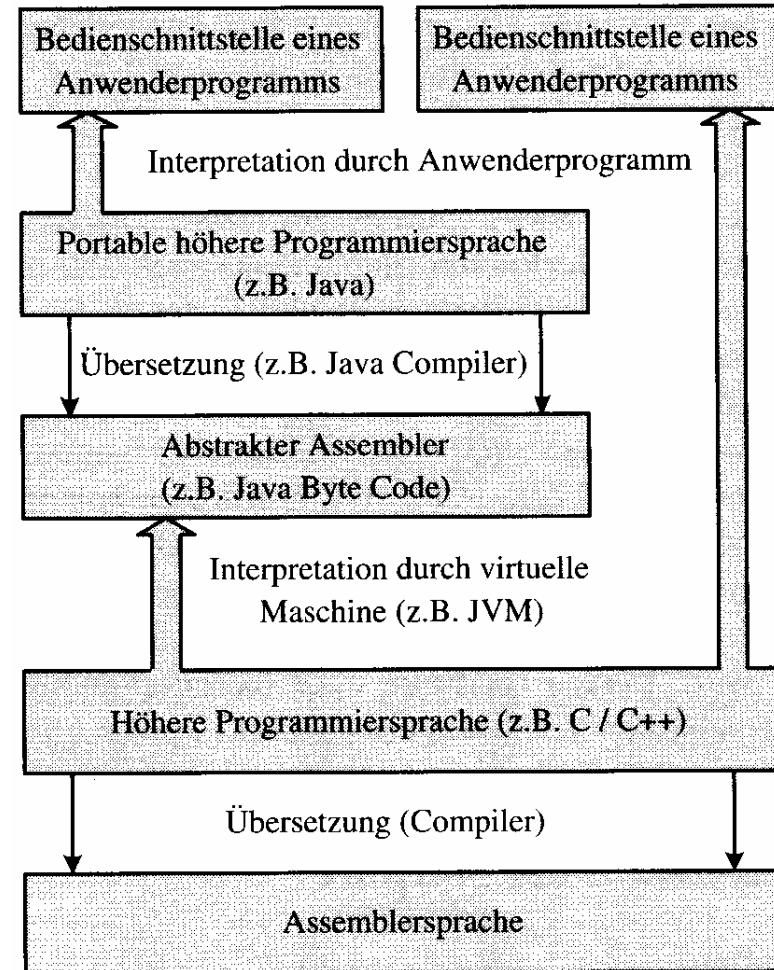 Bedienschnittstelle eines
Anwenderprogramms
Bedienschnittstelle eines
Anwenderprogramms
Interpretation durch Anwenderprogramm
Portable höhere Programmiersprache
(z.B. Java)
Übersetzung (z.B. Java Compiler)
Abstrakter Assembler
(z.B. Java Byte Code)
Interpretation durch virtuelle
Maschine (z.B. JVM)
Höhere Programmiersprache (z.B. C / C++)
Übersetzung (Compiler)
Assemblersprache